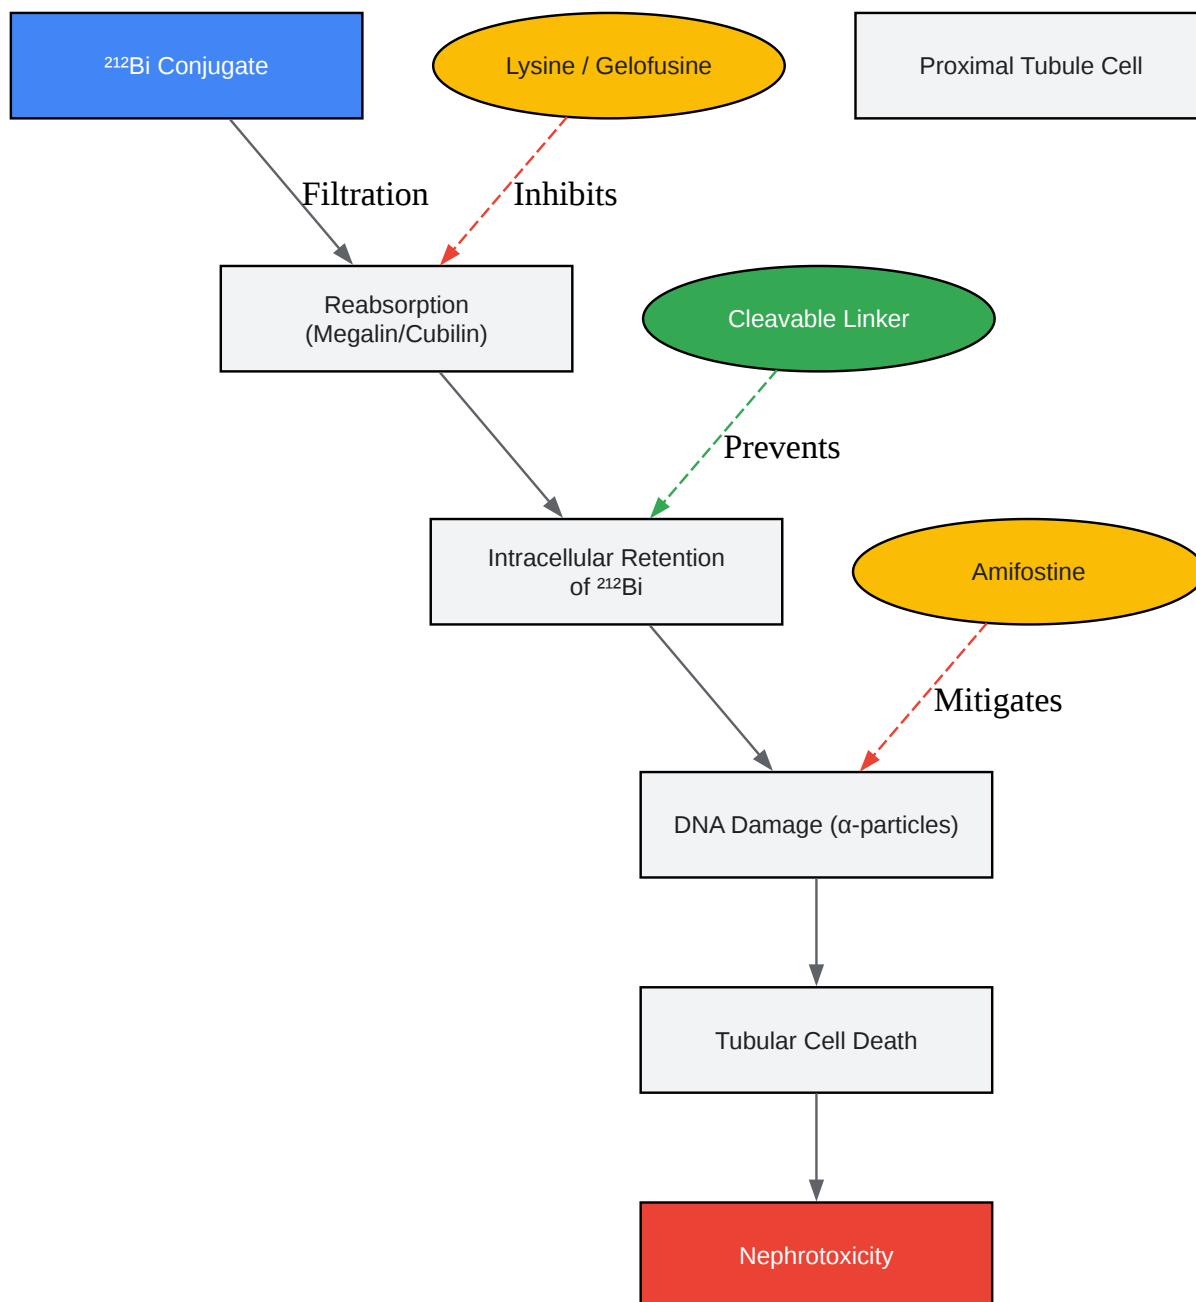 ²¹²Bi Conjugate
Lysine / Gelofusine
Proximal Tubule Cell
Filtration
Inhibits
Reabsorption
(Megalin/Cubilin)
Cleavable Linker
Prevents
Intracellular Retention
of ²¹²Bi
Amifostine
Mitigates
DNA Damage (α-particles)
Tubular Cell Death
Nephrotoxicity